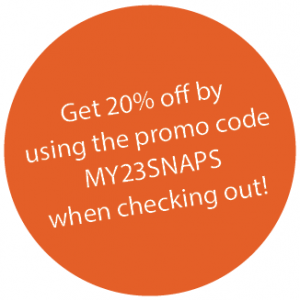 Get 20% off by
using the promo code
MY23SNAPS
when checking out!